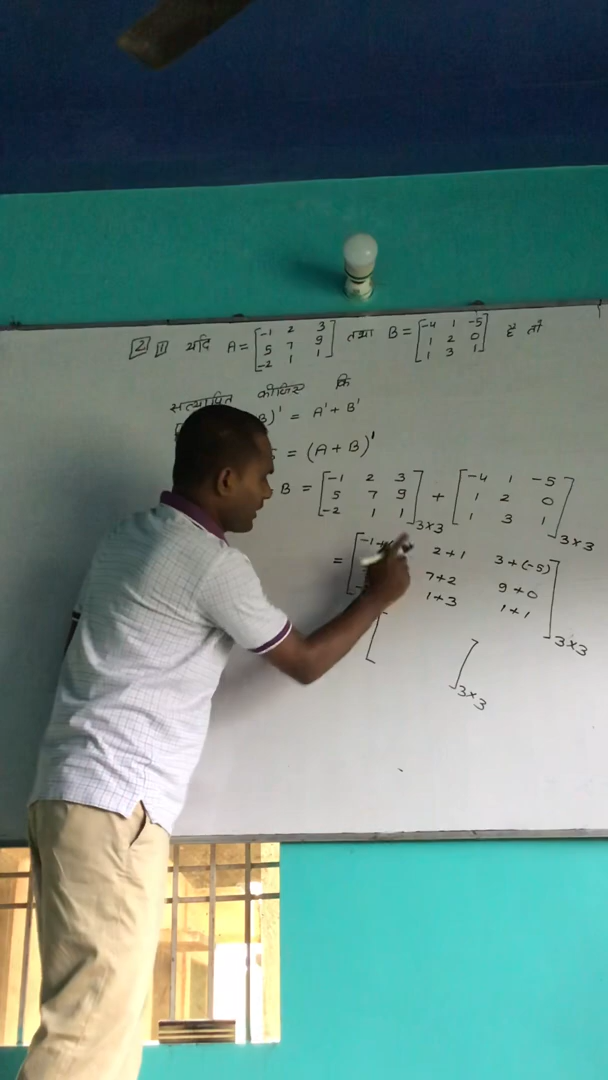 [2] [1] यदि A = [-1 2 3 तथा B = [-4 1 -5 है तो
5 7 9 1 2 0
-2 1 1] 1 3 1]
सत्यापित कीजिए कि
B)' = A' + B'
= (A + B)'
B = [-1 2 3 + [-4 1 -5
5 7 9 1 2 0
-2 1 1]3×3 1 3 1]3×3
= [-1+ 2+1 3+(-5)
7+2 9+0
1+3 1+1]3×3
[ ]3×3